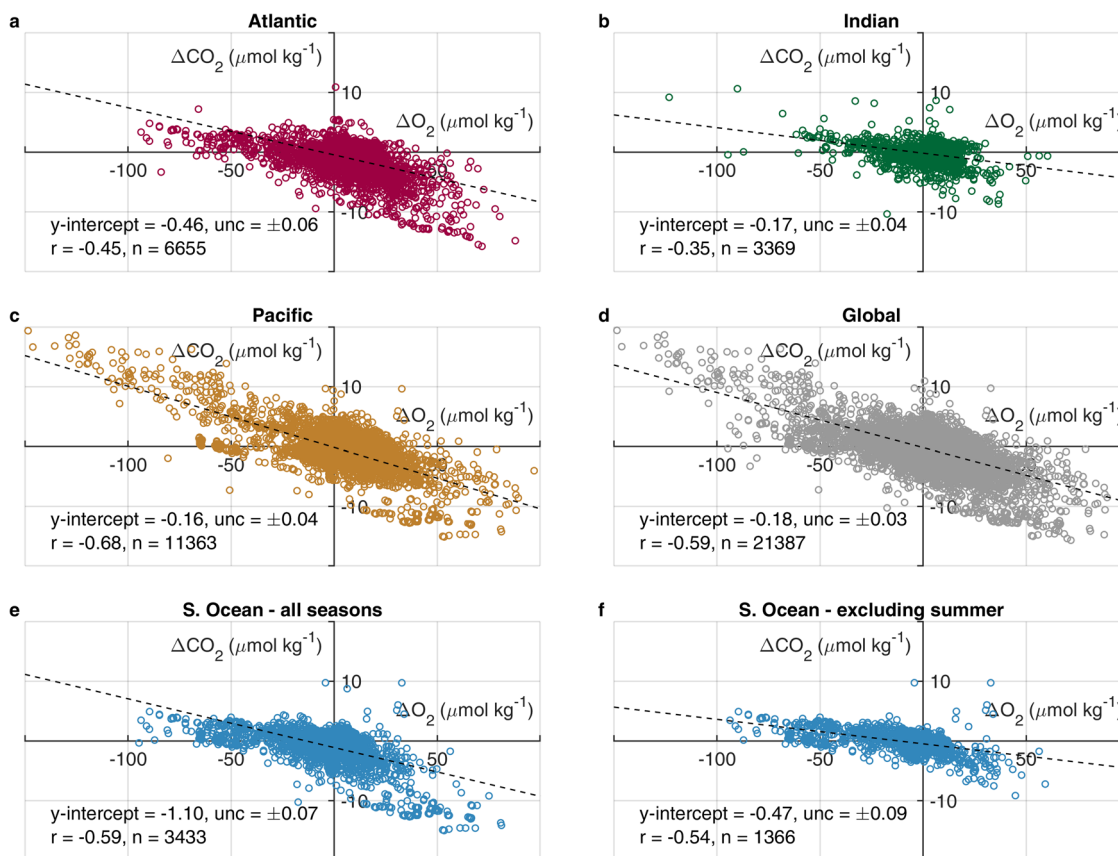 a Atlantic
ΔCO2 (μmol kg-1)
10
ΔO2 (μmol kg-1)
-100 -50 50
-10
y-intercept = -0.46, unc = ±0.06
r = -0.45, n = 6655
b Indian
ΔCO2 (μmol kg-1)
10
ΔO2 (μmol kg-1)
-100 -50 50
-10
y-intercept = -0.17, unc = ±0.04
r = -0.35, n = 3369
c Pacific
ΔCO2 (μmol kg-1)
10
ΔO2 (μmol kg-1)
-100 -50 50
-10
y-intercept = -0.16, unc = ±0.04
r = -0.68, n = 11363
d Global
ΔCO2 (μmol kg-1)
10
ΔO2 (μmol kg-1)
-100 -50 50
-10
y-intercept = -0.18, unc = ±0.03
r = -0.59, n = 21387
e S. Ocean - all seasons
ΔCO2 (μmol kg-1)
10
ΔO2 (μmol kg-1)
-100 -50 50
-10
y-intercept = -1.10, unc = ±0.07
r = -0.59, n = 3433
f S. Ocean - excluding summer
ΔCO2 (μmol kg-1)
10
ΔO2 (μmol kg-1)
-100 -50 50
-10
y-intercept = -0.47, unc = ±0.09
r = -0.54, n = 1366